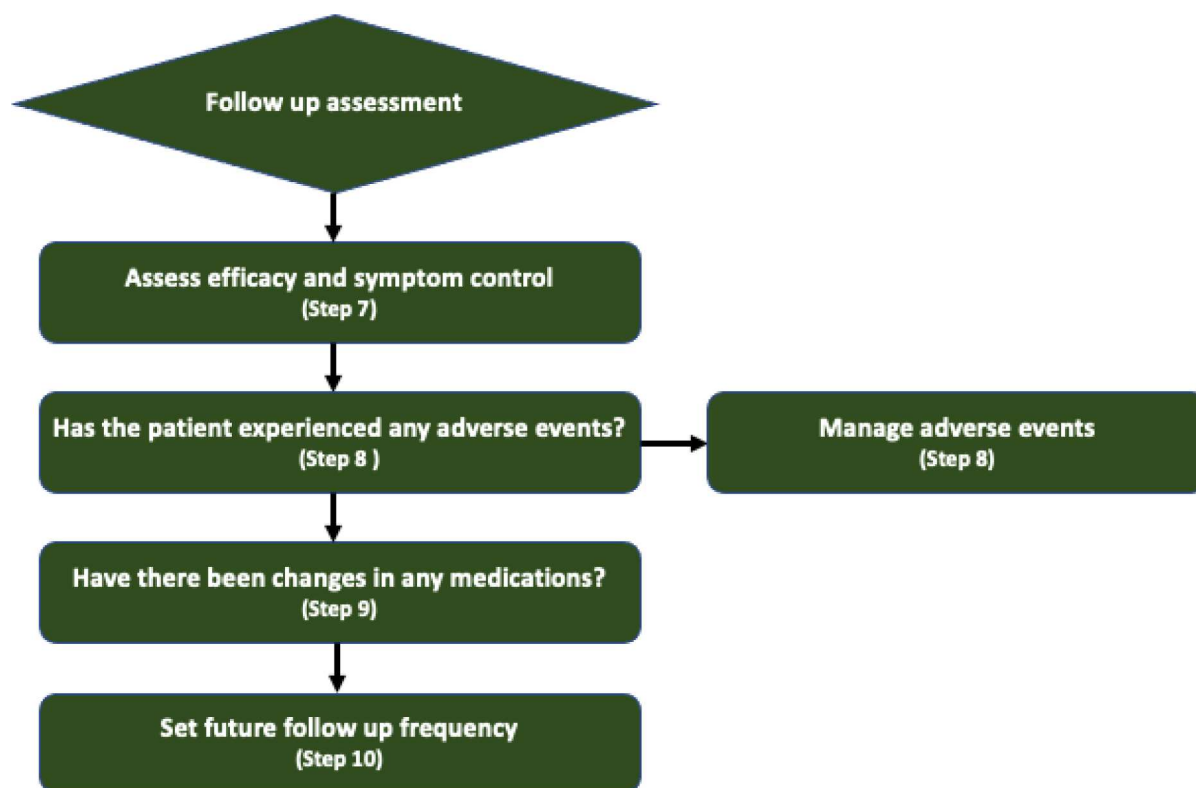 Follow up assessment
Assess efficacy and symptom control
(Step 7)
Has the patient experienced any adverse events?
(Step 8 )
Manage adverse events
(Step 8)
Have there been changes in any medications?
(Step 9)
Set future follow up frequency
(Step 10)